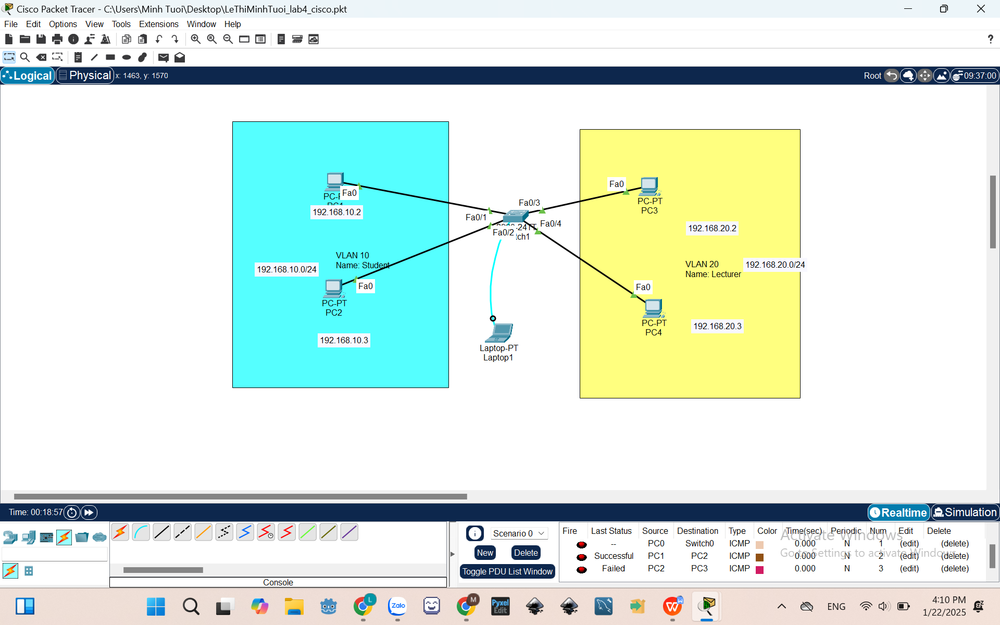 Cisco Packet Tracer - C:\Users\Minh Tuoi\Desktop\LeThiMinhTuoi_lab4_cisco.pkt
File Edit Options View Tools Extensions Window Help
?
Logical Physical x: 1463, y: 1570 Root 09:37:00
Fa0
192.168.10.2
Fa0/1
Fa0/3
Fa0/2
Fa0/4
Fa0
PC-PT
PC3
192.168.20.2
VLAN 10
Name: Student
192.168.10.0/24
Fa0
PC-PT
PC2
192.168.10.3
Laptop-PT
Laptop1
VLAN 20
Name: Lecturer
192.168.20.0/24
Fa0
PC-PT
PC4
192.168.20.3
Time: 00:18:57
Realtime Simulation
Console
Scenario 0
New Delete
Toggle PDU List Window
Fire Last Status Source Destination Type Color Time(sec) Periodic Num Edit Delete
-- PC0 Switch0 ICMP 0.000 N 1 (edit) (delete)
Successful PC1 PC2 ICMP 0.000 N 2 (edit) (delete)
Failed PC2 PC3 ICMP 0.000 N 3 (edit) (delete)
Activate Windows
Go to Settings to activate Windows.
L
Zalo
M
Pyxel
Edit
W
ENG
4:10 PM
1/22/2025